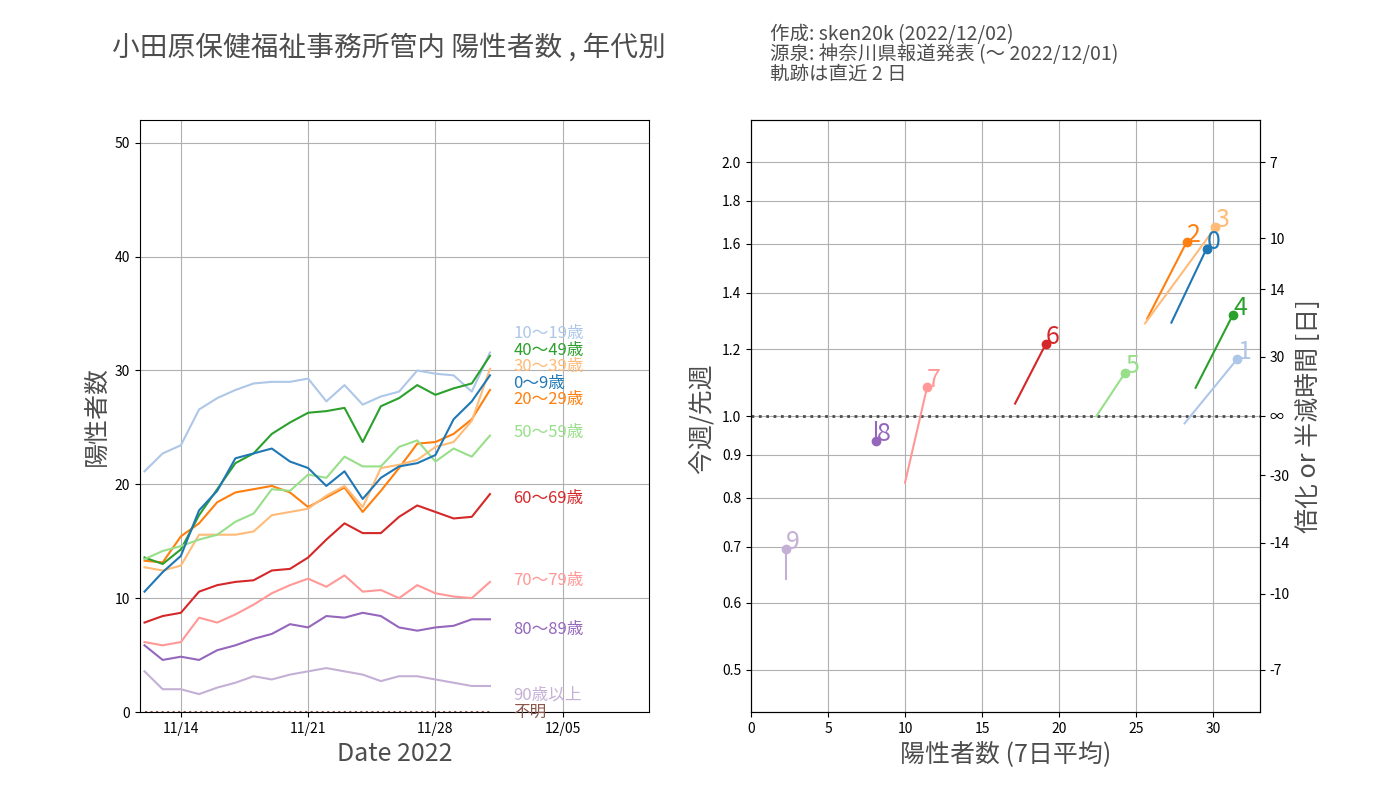 小田原保健福祉事務所管内 陽性者数 , 年代別
作成: sken20k (2022/12/02)
源泉: 神奈川県報道発表 (～ 2022/12/01)
軌跡は直近 2 日
陽性者数
50
40
30
20
10
0
10～19歳
40～49歳
30～39歳
0～9歳
20～29歳
50～59歳
60～69歳
70～79歳
80～89歳
90歳以上
不明
11/14
11/21
11/28
12/05
Date 2022
今週/先週
2.0
1.8
1.6
1.4
1.2
1.0
0.9
0.8
0.7
0.6
0.5
3
2
0
4
6
1
5
7
8
9
7
10
14
30
∞
-30
-14
-10
-7
倍化 or 半減時間 [日]
0
5
10
15
20
25
30
陽性者数 (7日平均)